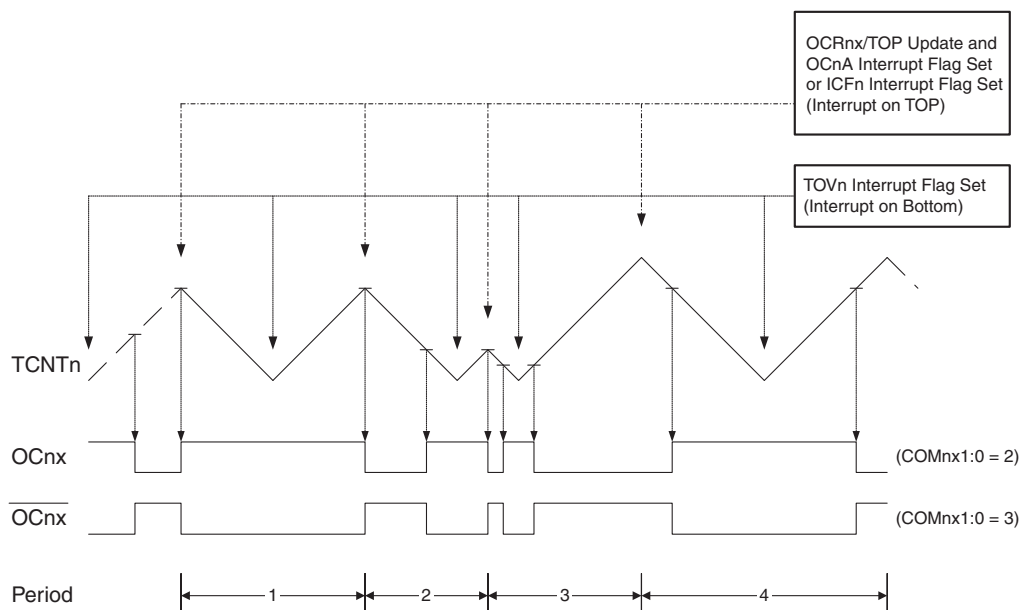 OCRnx/TOP Update and
OCnA Interrupt Flag Set
or ICFn Interrupt Flag Set
(Interrupt on TOP)
TOVn Interrupt Flag Set
(Interrupt on Bottom)
TCNTn
OCnx
(COMnx1:0 = 2)
OCnx
(COMnx1:0 = 3)
Period 1 2 3 4